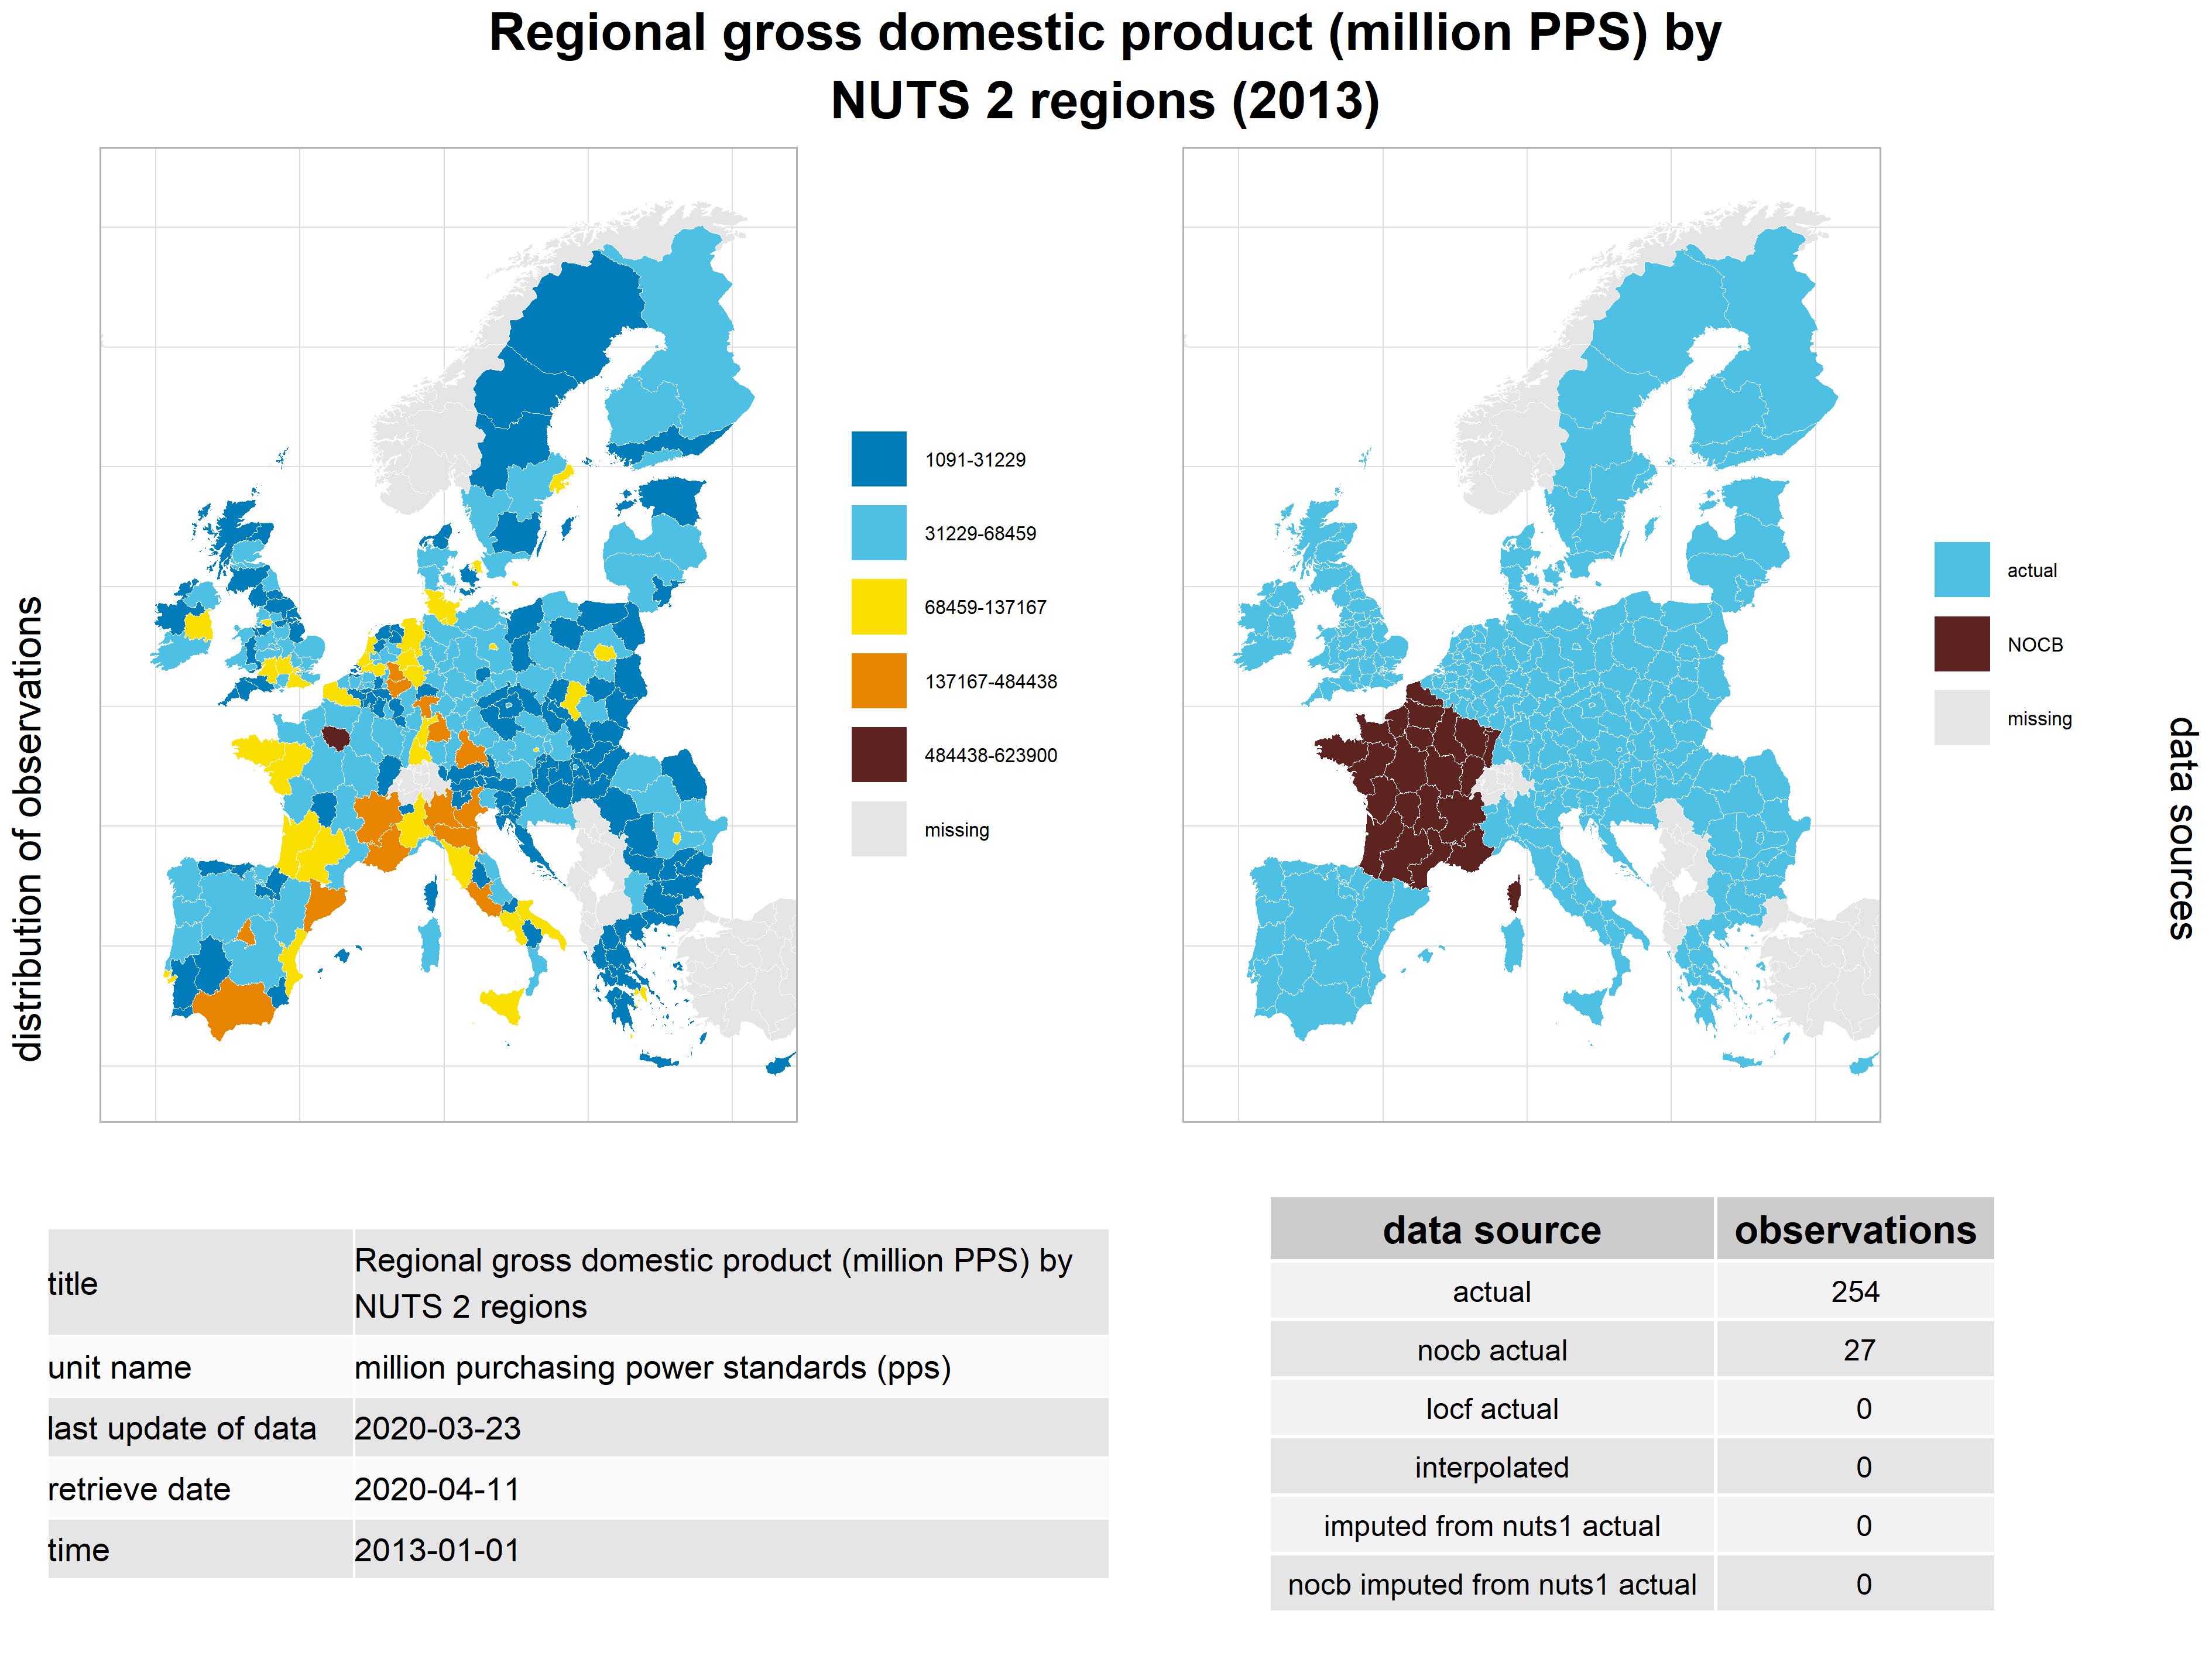 Regional gross domestic product (million PPS) by
NUTS 2 regions (2013)
distribution of observations
1091-31229
31229-68459
68459-137167
137167-484438
484438-623900
missing
actual
NOCB
missing
data sources
title
Regional gross domestic product (million PPS) by
NUTS 2 regions
unit name
million purchasing power standards (pps)
last update of data
2020-03-23
retrieve date
2020-04-11
time
2013-01-01
data source observations
actual 254
nocb actual 27
locf actual 0
interpolated 0
imputed from nuts1 actual 0
nocb imputed from nuts1 actual 0